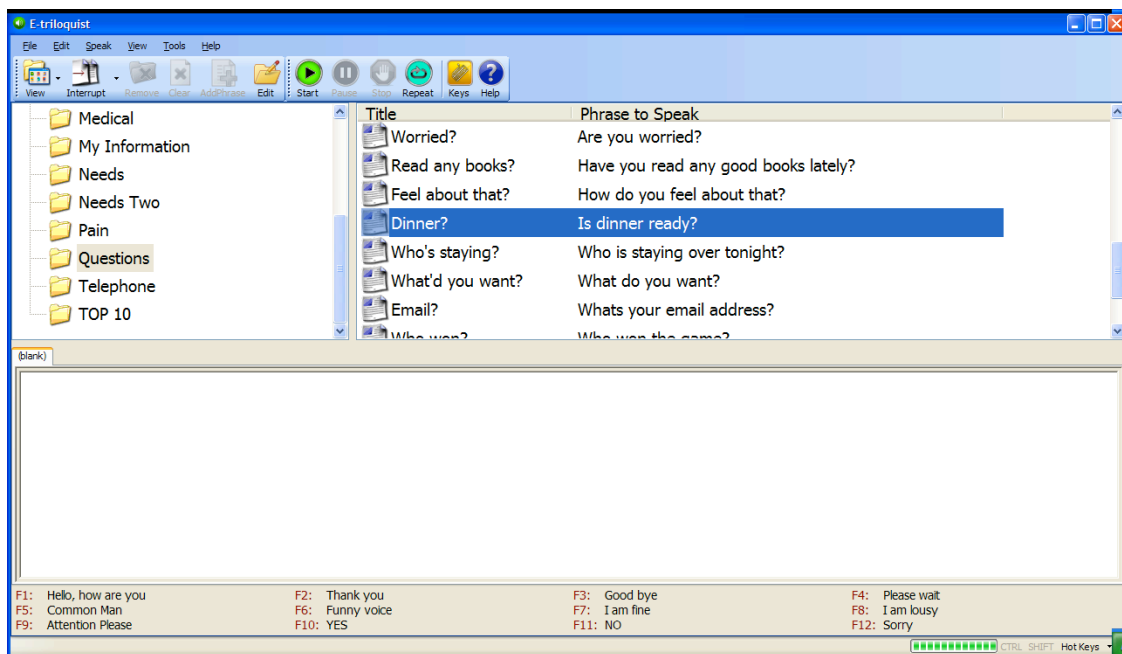 E-triloquist
File Edit Speak View Tools Help
View Interrupt Remove Clear AddPhrase Edit Start Pause Stop Repeat Keys Help
Medical
My Information
Needs
Needs Two
Pain
Questions
Telephone
TOP 10
Title Phrase to Speak
Worried? Are you worried?
Read any books? Have you read any good books lately?
Feel about that? How do you feel about that?
Dinner? Is dinner ready?
Who's staying? Who is staying over tonight?
What'd you want? What do you want?
Email? Whats your email address?
Who won? Who won the game?
(blank)
F1: Hello, how are you F2: Thank you F3: Good bye F4: Please wait
F5: Common Man F6: Funny voice F7: I am fine F8: I am lousy
F9: Attention Please F10: YES F11: NO F12: Sorry
CTRL SHIFT Hot Keys